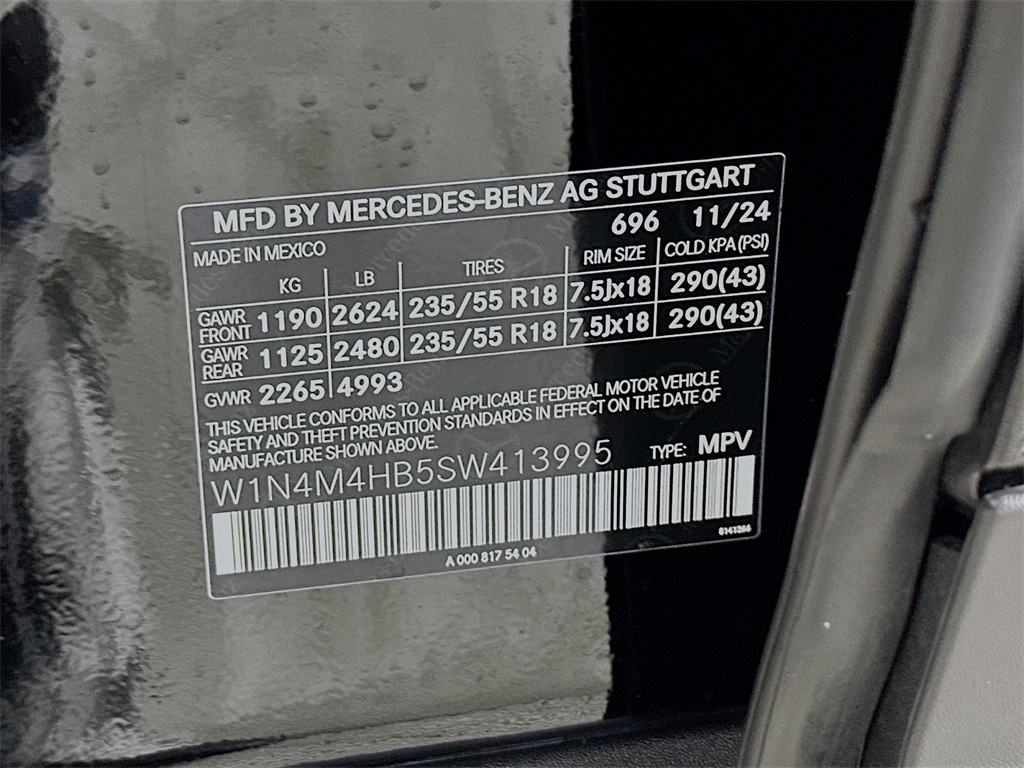 MFD BY MERCEDES-BENZ AG STUTTGART
696 11/24
MADE IN MEXICO
KG LB TIRES RIM SIZE COLD KPA (PSI)
GAWR FRONT 1190 2624 235/55 R18 7.5Jx18 290(43)
GAWR REAR 1125 2480 235/55 R18 7.5Jx18 290(43)
GVWR 2265 4993
THIS VEHICLE CONFORMS TO ALL APPLICABLE FEDERAL MOTOR VEHICLE
SAFETY AND THEFT PREVENTION STANDARDS IN EFFECT ON THE DATE OF
MANUFACTURE SHOWN ABOVE.
W1N4M4HB5SW413995 TYPE: MPV
A 000 817 54 04